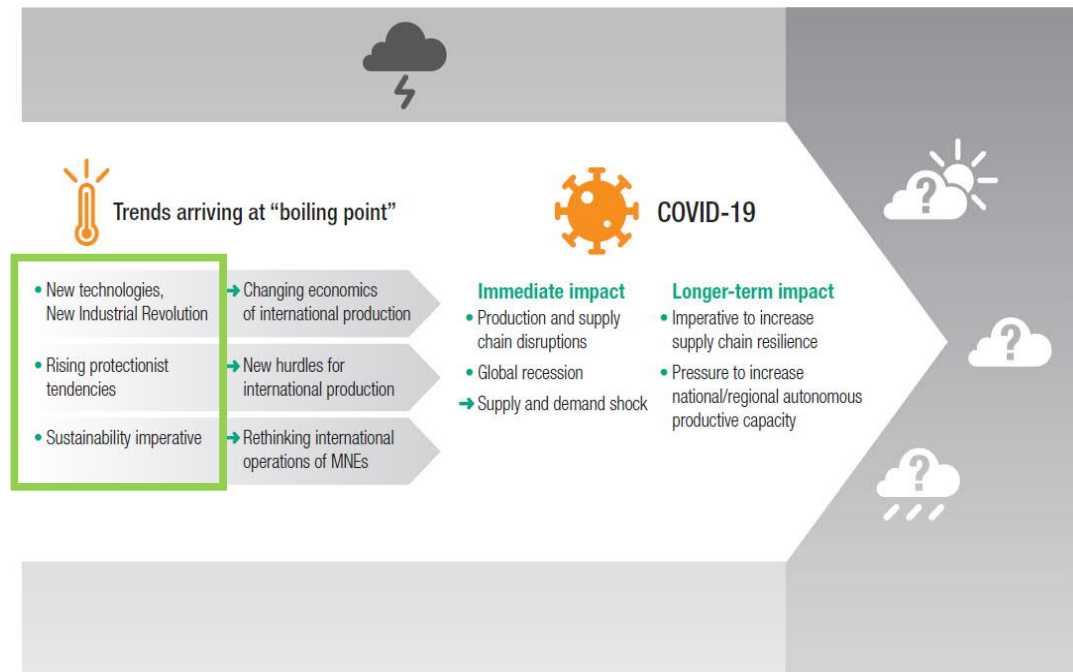 Trends arriving at “boiling point”
• New technologies,
New Industrial Revolution
➔ Changing economics
of international production
• Rising protectionist
tendencies
➔ New hurdles for
international production
• Sustainability imperative
➔ Rethinking international
operations of MNEs
COVID-19
Immediate impact
• Production and supply
chain disruptions
• Global recession
➔ Supply and demand shock
Longer-term impact
• Imperative to increase
supply chain resilience
• Pressure to increase
national/regional autonomous
productive capacity
?
?
?